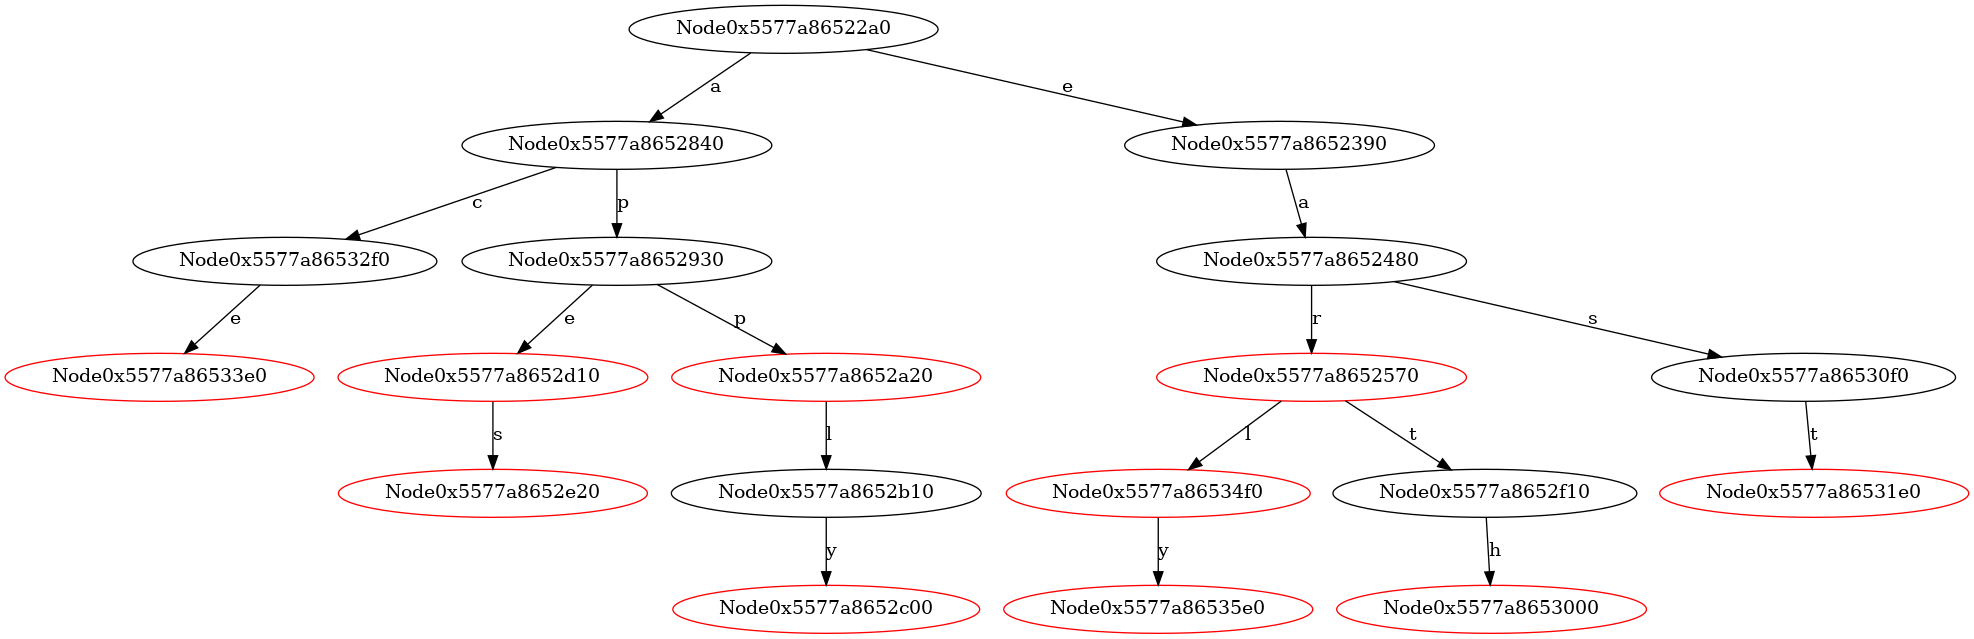 Node0x5577a86522a0
a
e
Node0x5577a8652840
Node0x5577a8652390
c
p
a
Node0x5577a86532f0
Node0x5577a8652930
Node0x5577a8652480
e
e
p
r
s
Node0x5577a86533e0
Node0x5577a8652d10
Node0x5577a8652a20
Node0x5577a8652570
Node0x5577a86530f0
s
l
l
t
t
Node0x5577a8652e20
Node0x5577a8652b10
Node0x5577a86534f0
Node0x5577a8652f10
Node0x5577a86531e0
y
y
h
Node0x5577a8652c00
Node0x5577a86535e0
Node0x5577a8653000